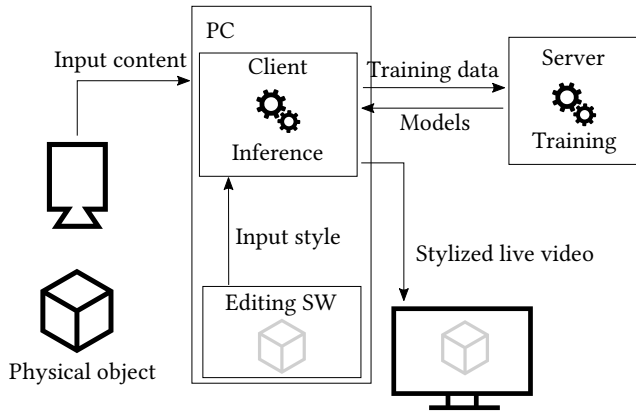 PC
Input content
Client
Inference
Training data
Models
Server
Training
Input style
Stylized live video
Editing SW
Physical object